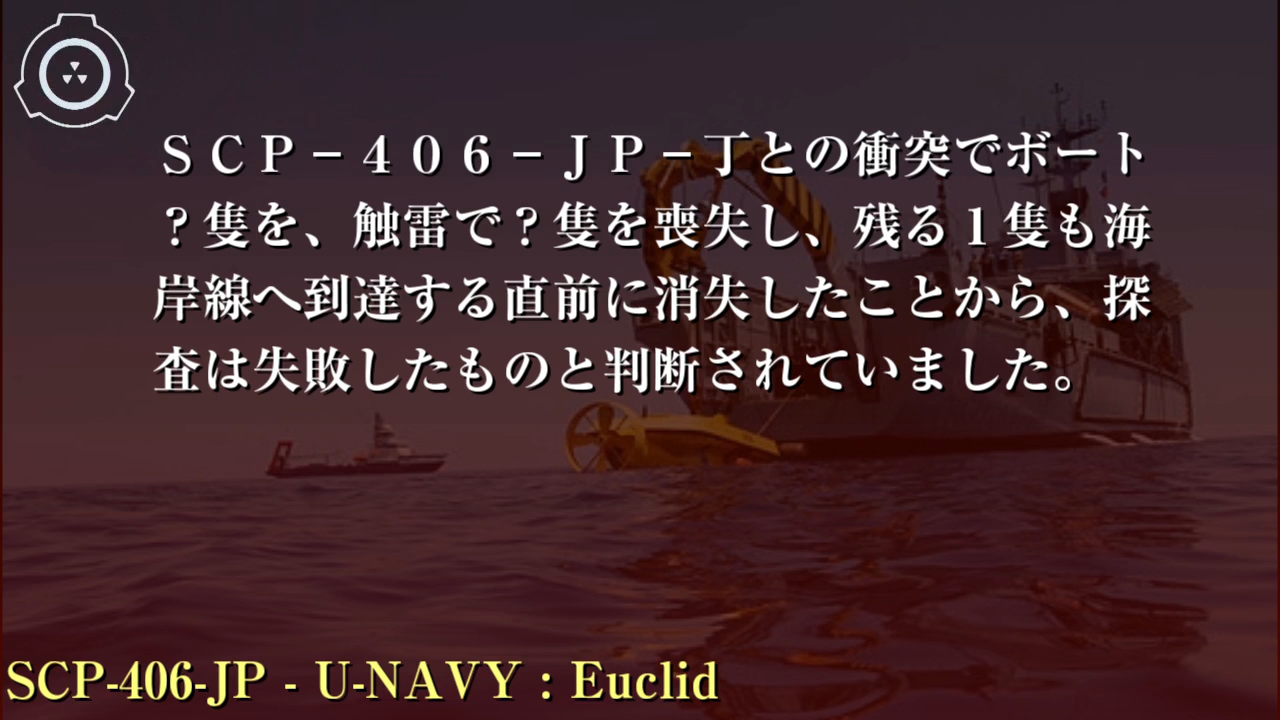 ＳＣＰ－４０６－ＪＰ－丁との衝突でボート
？隻を、触雷で？隻を喪失し、残る１隻も海
岸線へ到達する直前に消失したことから、探
査は失敗したものと判断されていました。
SCP-406-JP - U-NAVY : Euclid